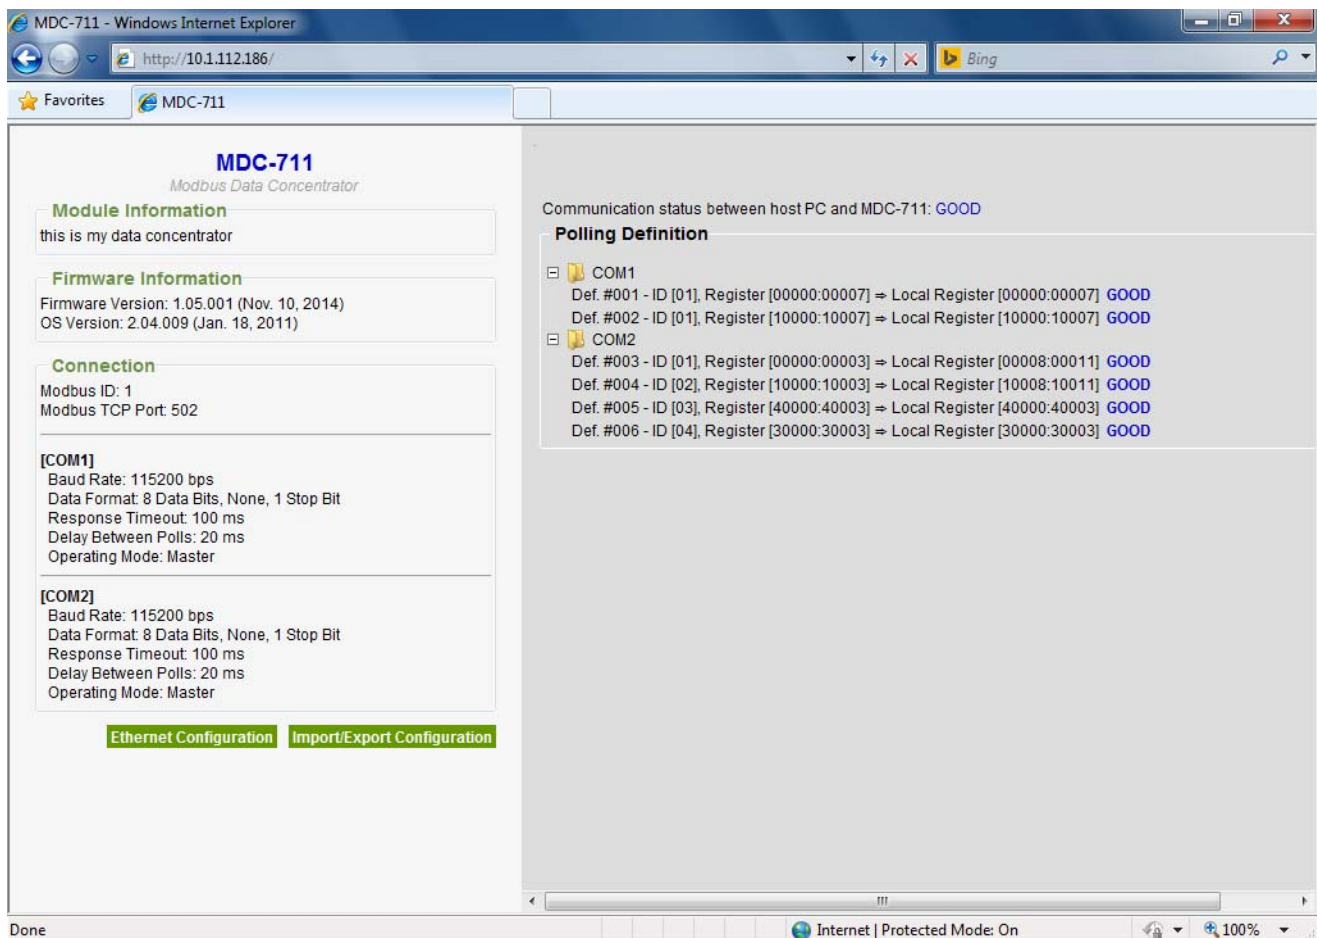 MDC-711 - Windows Internet Explorer
http://10.1.112.186/
Bing
Favorites
MDC-711
MDC-711
Modbus Data Concentrator
Module Information
this is my data concentrator
Firmware Information
Firmware Version: 1.05.001 (Nov. 10, 2014)
OS Version: 2.04.009 (Jan. 18, 2011)
Connection
Modbus ID: 1
Modbus TCP Port: 502
[COM1]
Baud Rate: 115200 bps
Data Format: 8 Data Bits, None, 1 Stop Bit
Response Timeout: 100 ms
Delay Between Polls: 20 ms
Operating Mode: Master
[COM2]
Baud Rate: 115200 bps
Data Format: 8 Data Bits, None, 1 Stop Bit
Response Timeout: 100 ms
Delay Between Polls: 20 ms
Operating Mode: Master
Ethernet Configuration
Import/Export Configuration
Communication status between host PC and MDC-711: GOOD
Polling Definition
COM1
Def. #001 - ID [01], Register [00000:00007] ⇒ Local Register [00000:00007] GOOD
Def. #002 - ID [01], Register [10000:10007] ⇒ Local Register [10000:10007] GOOD
COM2
Def. #003 - ID [01], Register [00000:00003] ⇒ Local Register [00008:00011] GOOD
Def. #004 - ID [02], Register [10000:10003] ⇒ Local Register [10008:10011] GOOD
Def. #005 - ID [03], Register [40000:40003] ⇒ Local Register [40000:40003] GOOD
Def. #006 - ID [04], Register [30000:30003] ⇒ Local Register [30000:30003] GOOD
Done
Internet | Protected Mode: On
100%